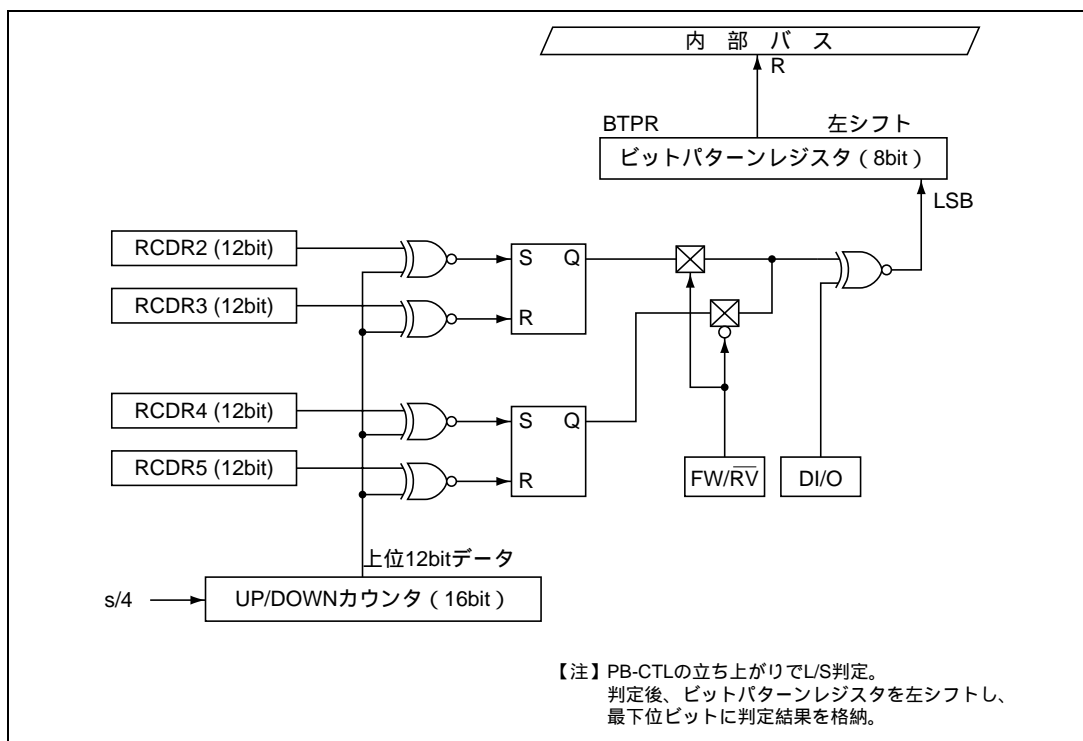 内 部 バ ス
R
BTPR 左シフト
ビットパターンレジスタ（8bit）
LSB
RCDR2 (12bit)
S Q
RCDR3 (12bit)
R
RCDR4 (12bit)
S Q
RCDR5 (12bit)
R
FW/R̅V̅ DI/O
上位12bitデータ
s/4
UP/DOWNカウンタ（16bit）
【注】PB-CTLの立ち上がりでL/S判定。
判定後、ビットパターンレジスタを左シフトし、
最下位ビットに判定結果を格納。